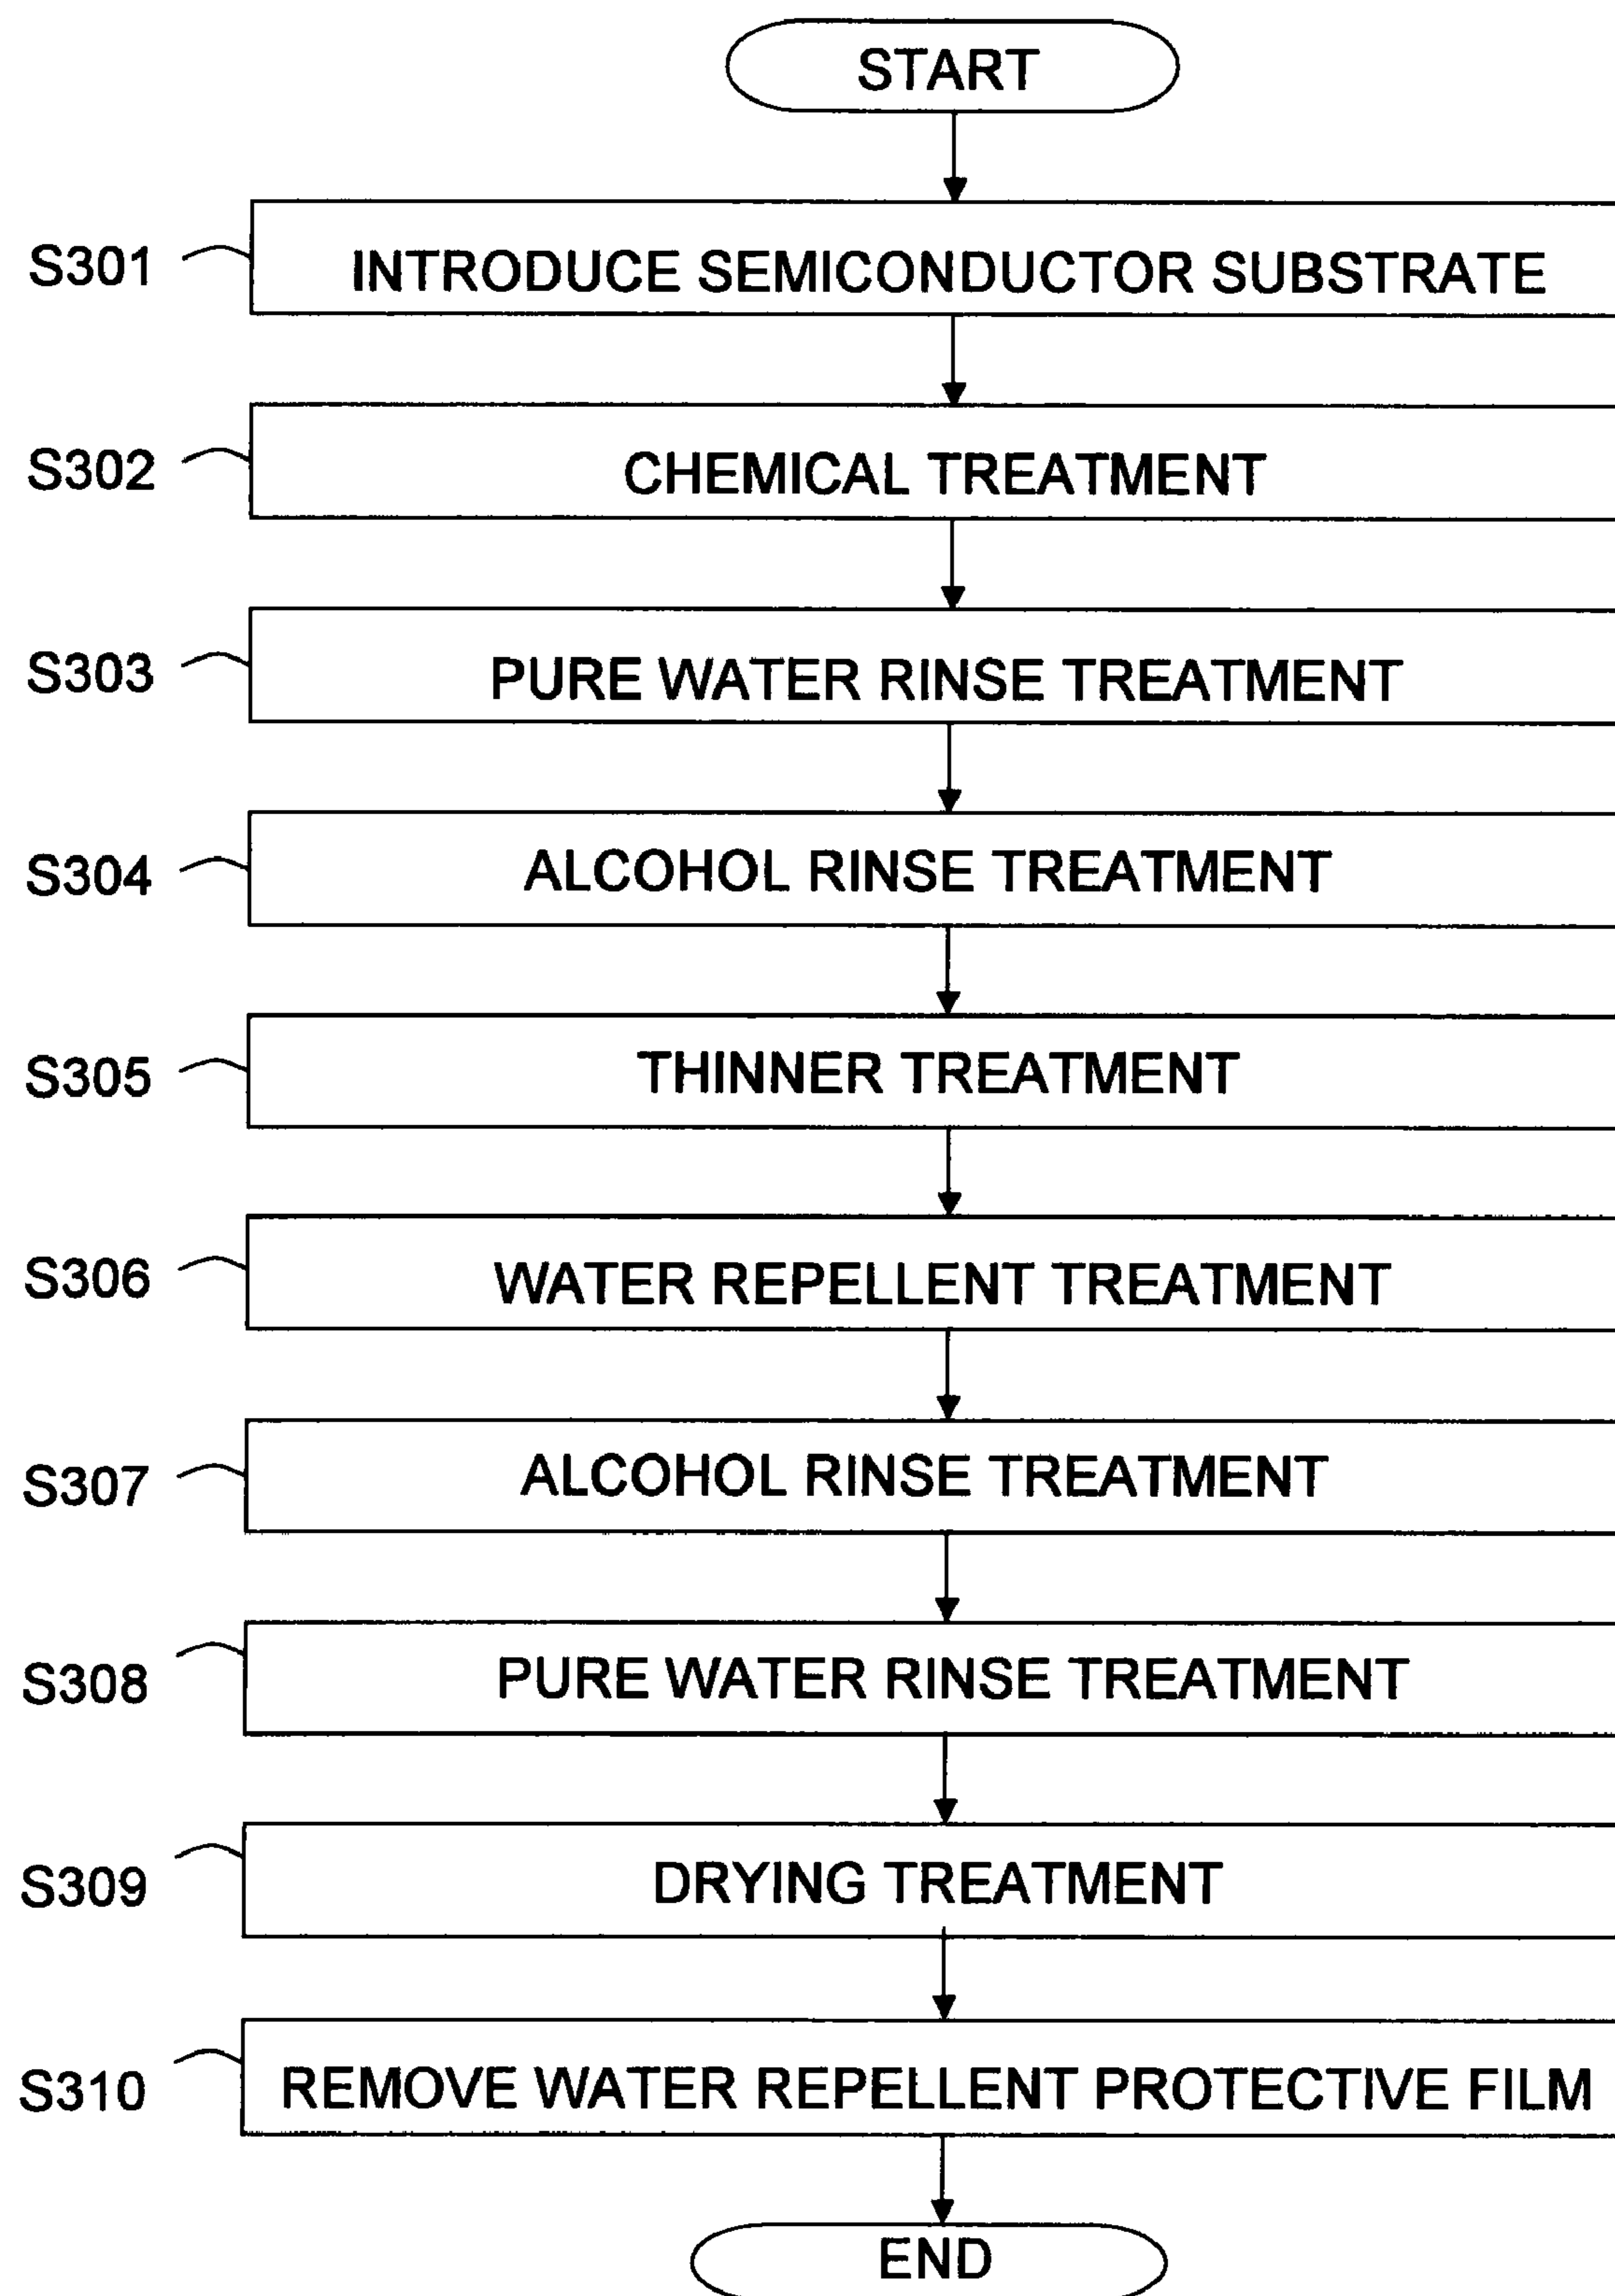 START
S301 INTRODUCE SEMICONDUCTOR SUBSTRATE
S302 CHEMICAL TREATMENT
S303 PURE WATER RINSE TREATMENT
S304 ALCOHOL RINSE TREATMENT
S305 THINNER TREATMENT
S306 WATER REPELLENT TREATMENT
S307 ALCOHOL RINSE TREATMENT
S308 PURE WATER RINSE TREATMENT
S309 DRYING TREATMENT
S310 REMOVE WATER REPELLENT PROTECTIVE FILM
END